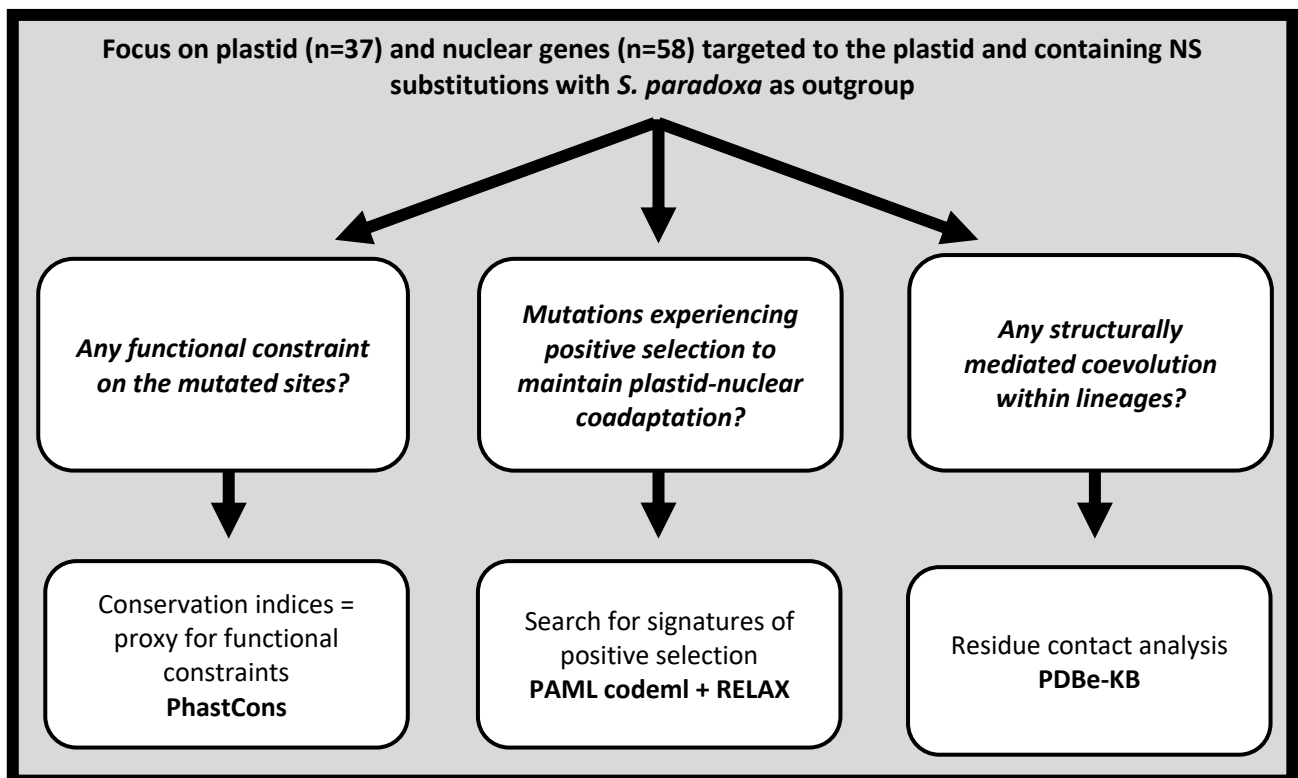 Focus on plastid (n=37) and nuclear genes (n=58) targeted to the plastid and containing NS
substitutions with S. paradoxa as outgroup
Any functional constraint
on the mutated sites?
Mutations experiencing
positive selection to
maintain plastid-nuclear
coadaptation?
Any structurally
mediated coevolution
within lineages?
Conservation indices =
proxy for functional
constraints
PhastCons
Search for signatures of
positive selection
PAML codeml + RELAX
Residue contact analysis
PDBe-KB